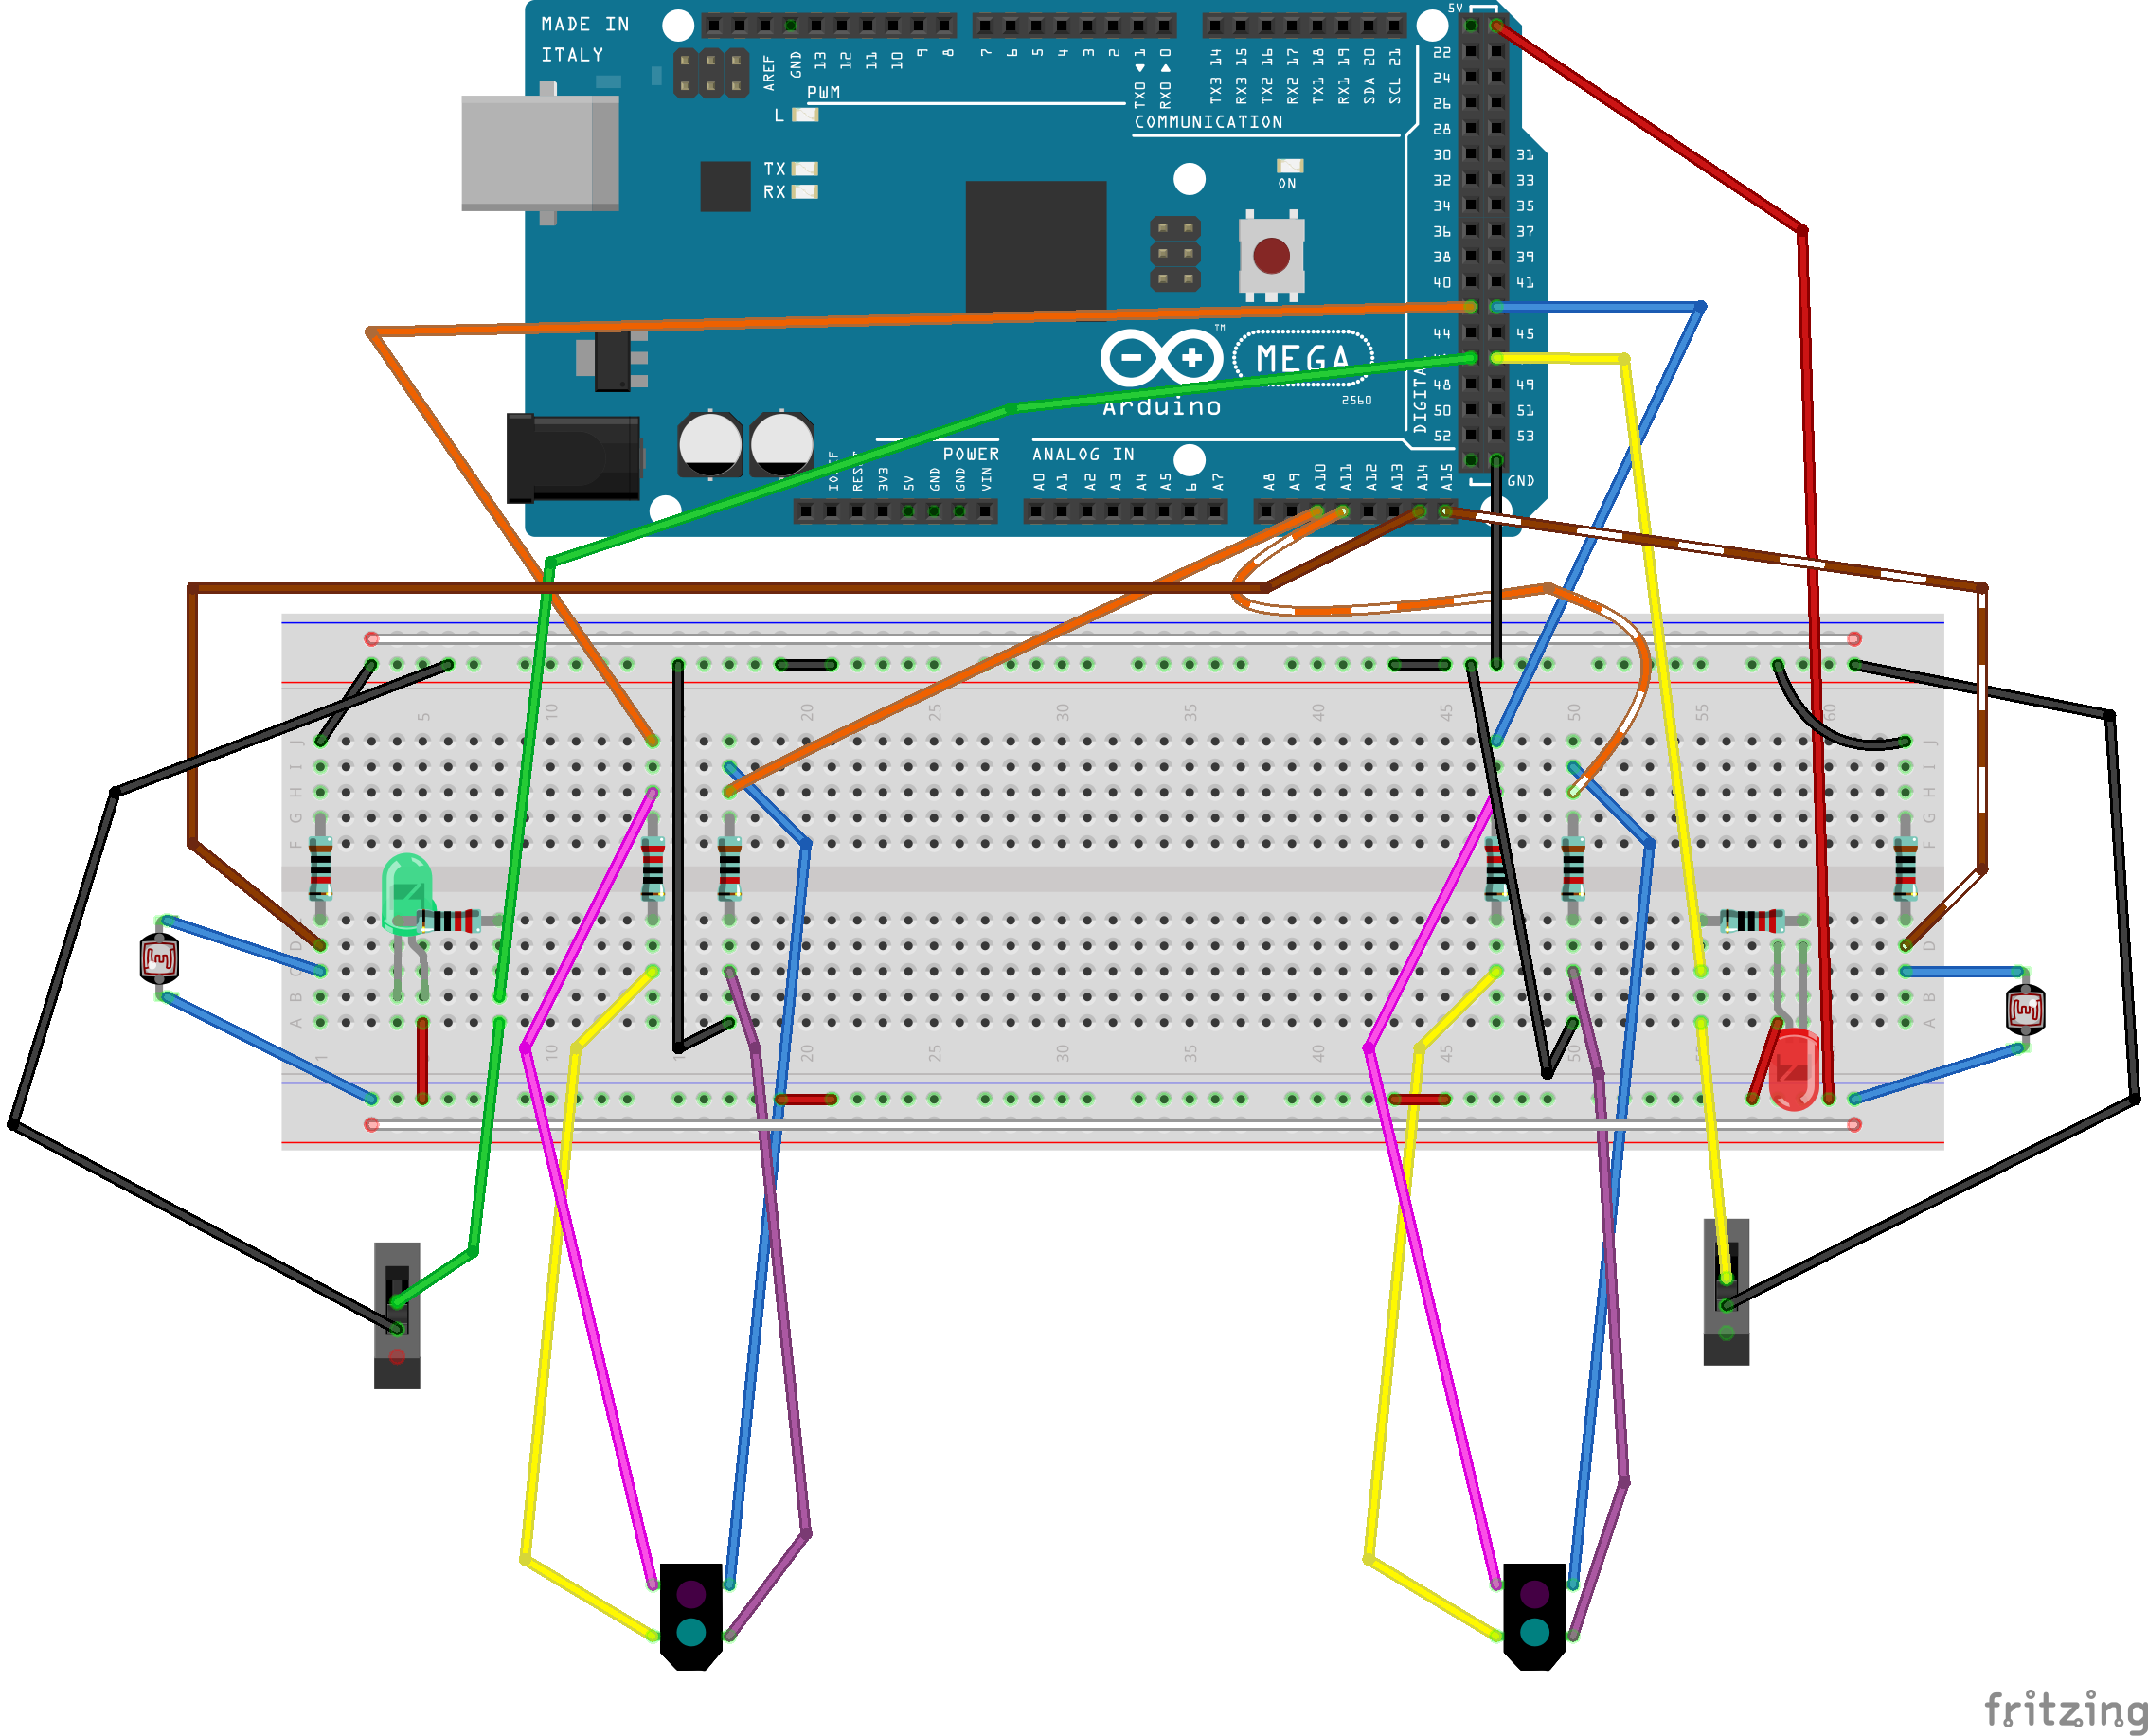 MADE IN
ITALY
5V
AREF
GND
13
12
11
10
9
8
7
6
5
4
3
2
TX0 ◀ 1
RX0 ▶ 0
TX3 14
RX3 15
TX2 16
RX2 17
TX1 18
RX1 19
SDA 20
SCL 21
PWM
COMMUNICATION
L
TX
RX
ON
22
24
26
28
30 31
32 33
34 35
36 37
38 39
40 41
44 45
48 49
50 51
52 53
GND
MEGA
TM
2560
Arduino
DIGITAL
POWER
ANALOG IN
RESET
3V3
5V
GND
GND
VIN
A0
A1
A2
A3
A4
A5
6
A7
A8
A9
A10
A11
A12
A13
A14
A15
5 10 20 25 30 35 40 45 50 55 60
J J
I I
H H
G G
F F
D D
C
B B
A A
1 10 20 25 30 35 40 45 50 60
fritzing